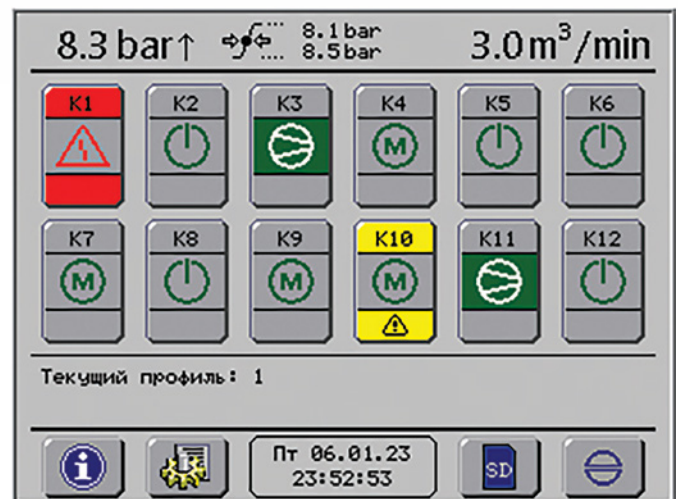 8.3 bar↑ 8.1 bar 3.0 m³/min
8.5 bar
K1 K2 K3 K4 K5 K6
M
K7 K8 K9 K10 K11 K12
M M M
Текущий профиль: 1
Пт 06.01.23
23:52:53
SD